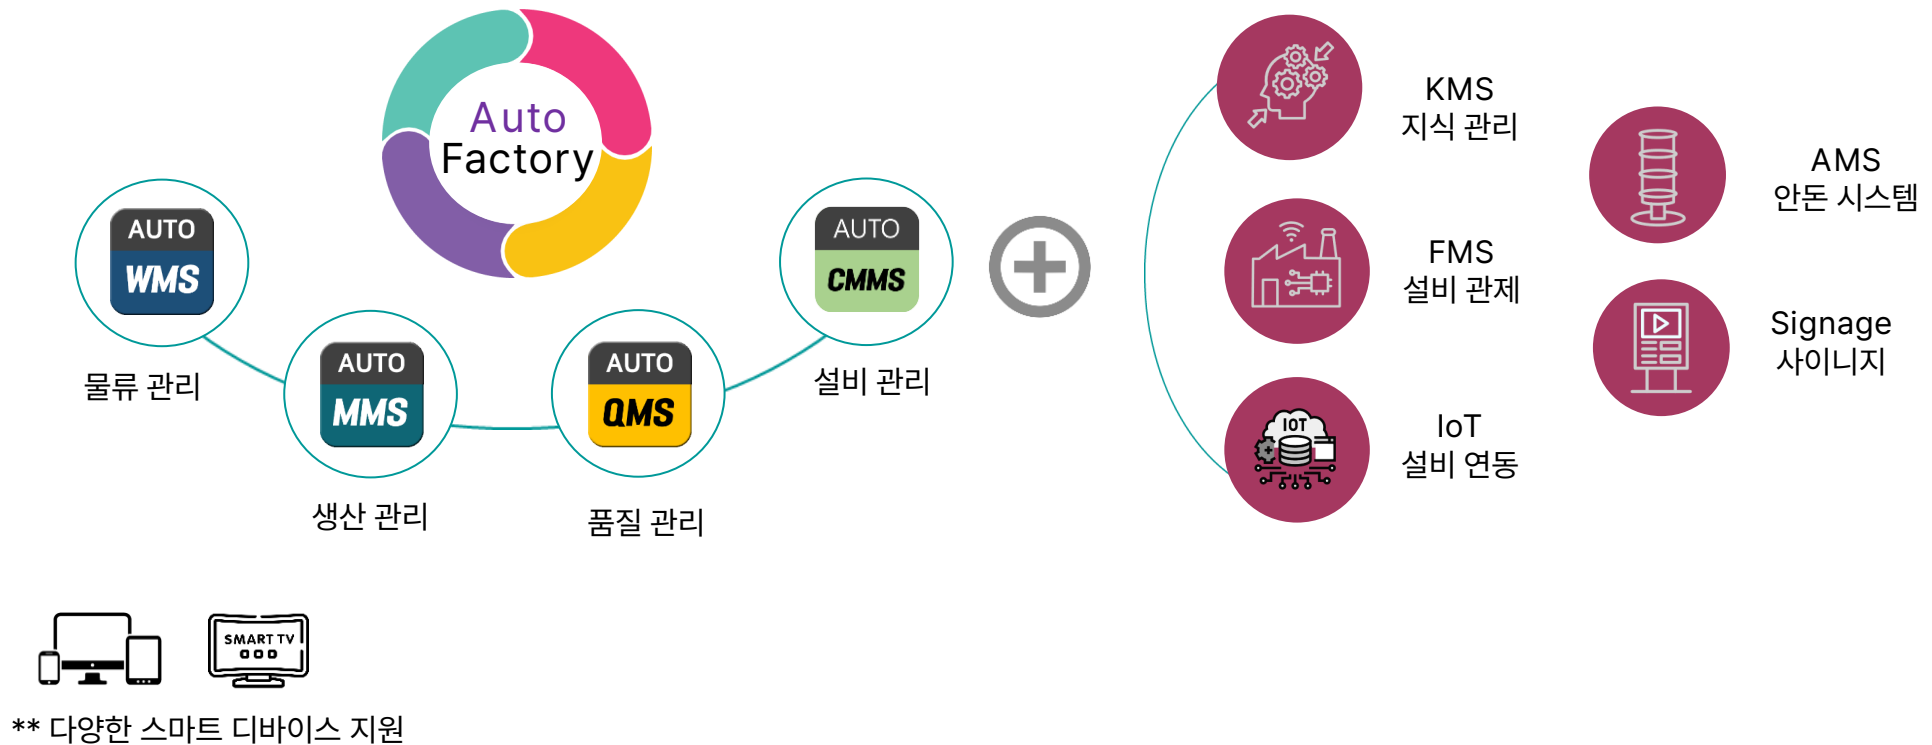 Auto
Factory
AUTO
WMS
물류 관리
AUTO
MMS
생산 관리
AUTO
QMS
품질 관리
AUTO
CMMS
설비 관리
KMS
지식 관리
FMS
설비 관제
IOT
IoT
설비 연동
AMS
안돈 시스템
Signage
사이니지
SMART TV
** 다양한 스마트 디바이스 지원